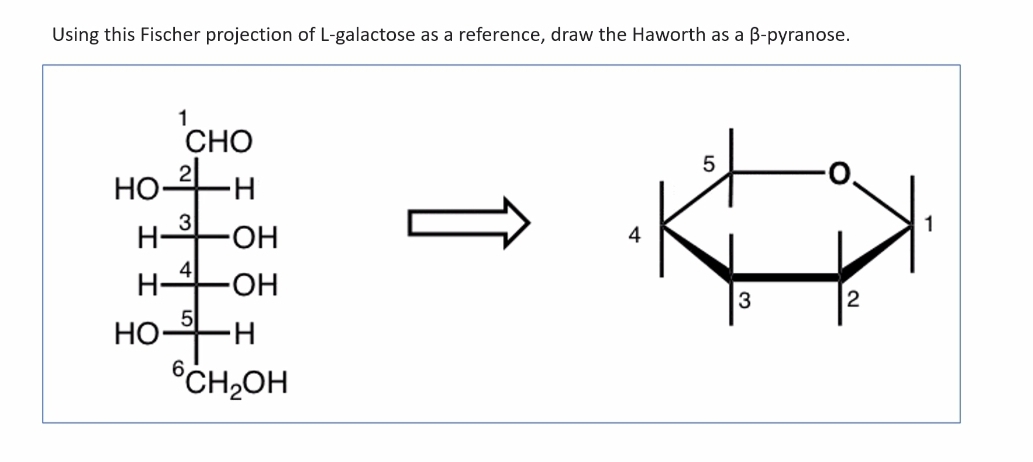 Using this Fischer projection of L-galactose as a reference, draw the Haworth as a β-pyranose.
1
CHO
HO 2 H
H 3 OH
H 4 OH
HO 5 H
6 CH₂OH
5 O
4 1
3 2